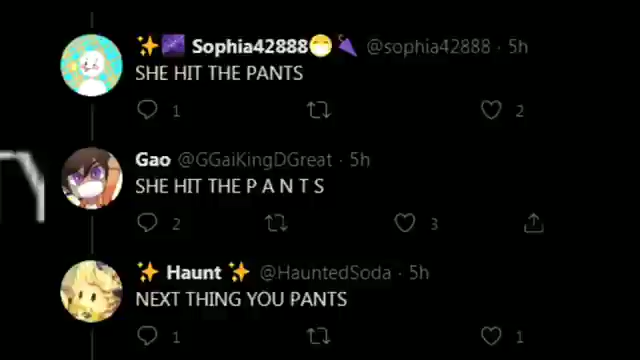 Sophia42888 @sophia42888 · 5h
SHE HIT THE PANTS
1 2
Gao @GGaiKingDGreat · 5h
SHE HIT THE P A N T S
2 3
Haunt @HauntedSoda · 5h
NEXT THING YOU PANTS
1 1